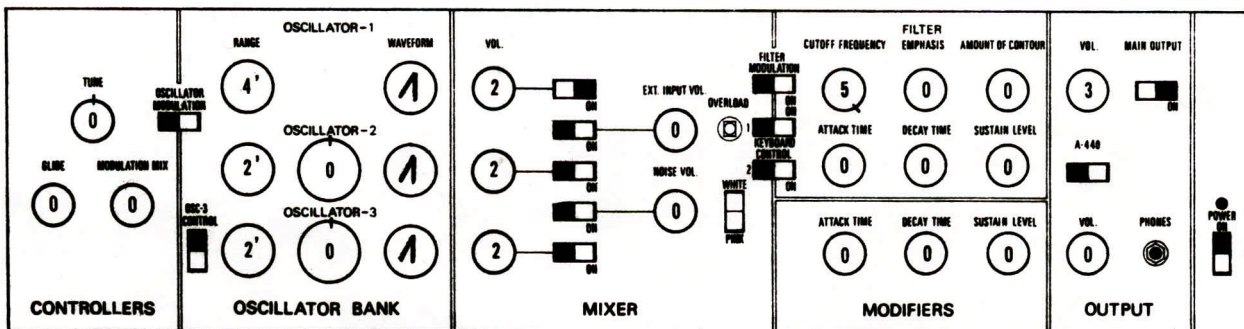 TUNE
GLIDE
MODULATION MIX
0
0
0
CONTROLLERS
OSCILLATOR MODULATION
OSC-3 CONTROL
OSCILLATOR-1
RANGE
WAVEFORM
4'
OSCILLATOR-2
2'
0
OSCILLATOR-3
2'
0
OSCILLATOR BANK
VOL.
2
ON
EXT. INPUT VOL.
OVERLOAD
0
ON
2
ON
NOISE VOL.
0
WHITE
PINK
ON
2
ON
MIXER
FILTER
MODULATION
ON
ON
1
KEYBOARD
CONTROL
2
ON
FILTER
CUTOFF FREQUENCY
EMPHASIS
AMOUNT OF CONTOUR
5
0
0
ATTACK TIME
DECAY TIME
SUSTAIN LEVEL
0
0
0
ATTACK TIME
DECAY TIME
SUSTAIN LEVEL
0
0
0
MODIFIERS
VOL.
MAIN OUTPUT
3
ON
A-440
VOL.
PHONES
0
OUTPUT
POWER
ON